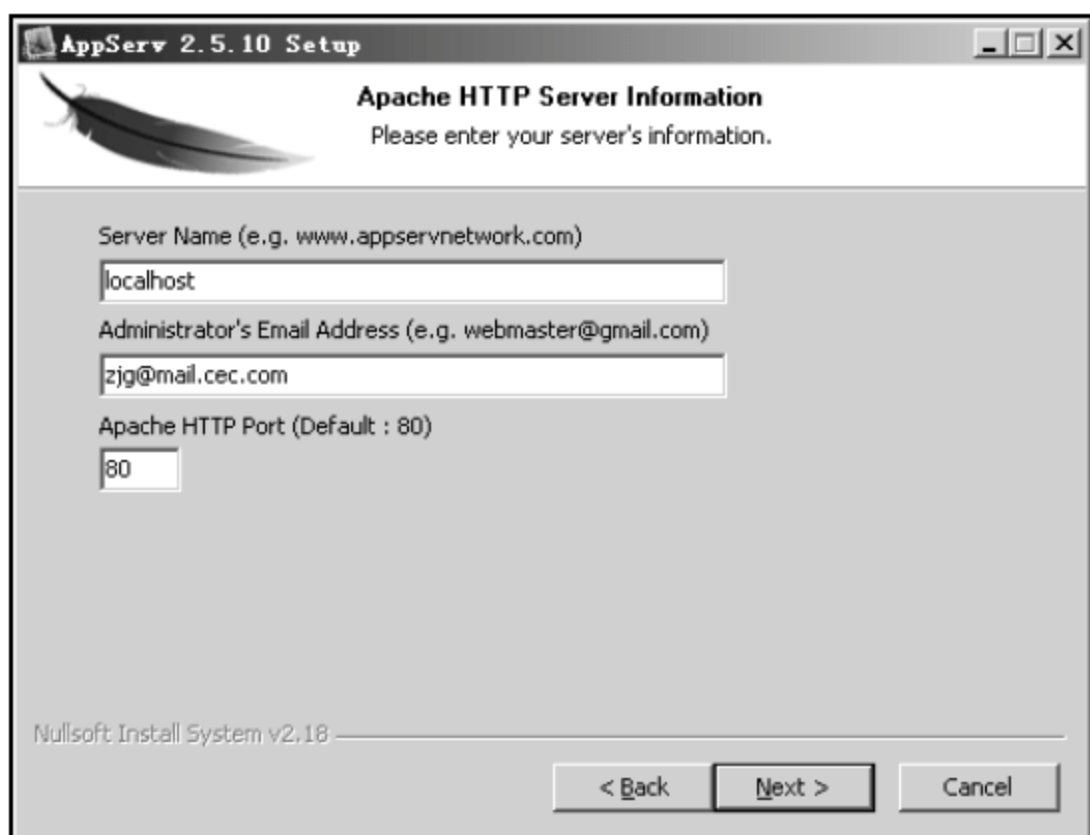 AppServ 2.5.10 Setup
Apache HTTP Server Information
Please enter your server's information.
Server Name (e.g. www.appservnetwork.com)
localhost
Administrator's Email Address (e.g. webmaster@gmail.com)
zjg@mail.cec.com
Apache HTTP Port (Default : 80)
80
Nullsoft Install System v2.18
< Back Next > Cancel